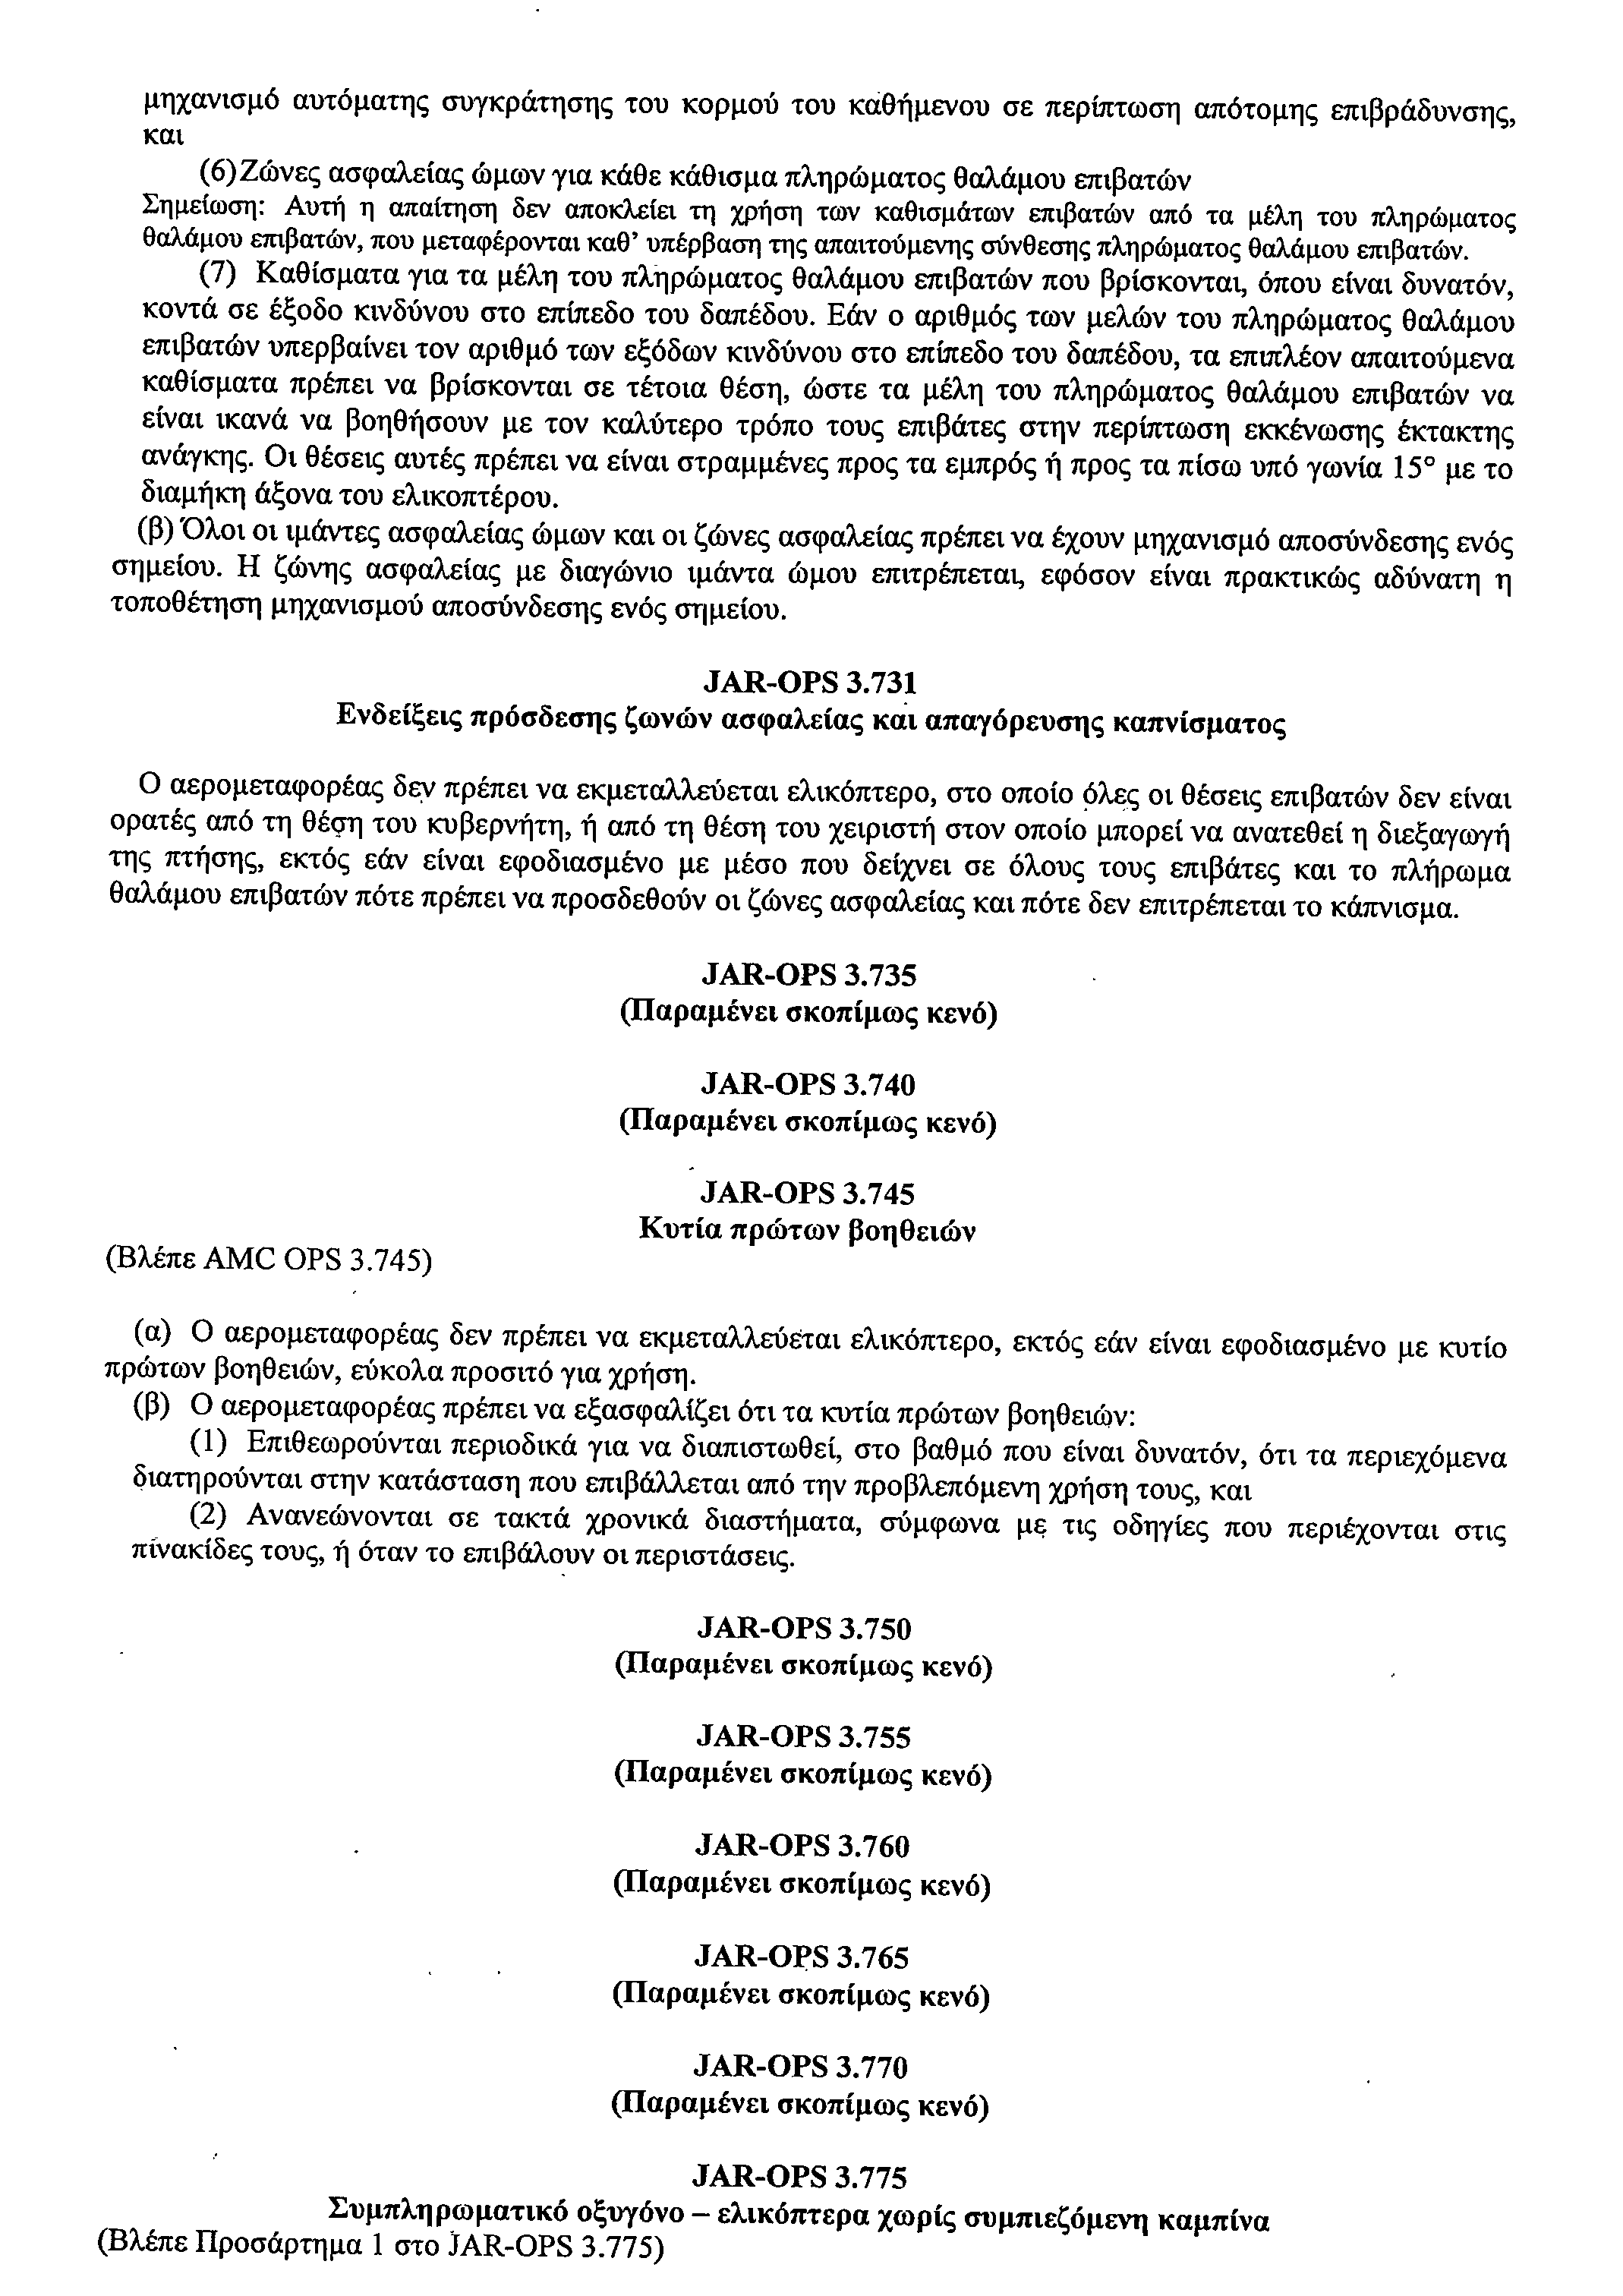 μηχανισμό αυτόματης συγκράτησης του κορμού του καθήμενου σε περίπτωση απότομης επιβράδυνσης,
και
(6)Ζώνες ασφαλείας ώμων για κάθε κάθισμα πληρώματος θαλάμου επιβατών
Σημείωση: Αυτή η απαίτηση δεν αποκλείει τη χρήση των καθισμάτων επιβατών από τα μέλη του πληρώματος
θαλάμου επιβατών, που μεταφέρονται καθ' υπέρβαση της απαιτούμενης σύνθεσης πληρώματος θαλάμου επιβατών.
(7) Καθίσματα για τα μέλη του πληρώματος θαλάμου επιβατών που βρίσκονται, όπου είναι δυνατόν,
κοντά σε έξοδο κινδύνου στο επίπεδο του δαπέδου. Εάν ο αριθμός των μελών του πληρώματος θαλάμου
επιβατών υπερβαίνει τον αριθμό των εξόδων κινδύνου στο επίπεδο του δαπέδου, τα επιπλέον απαιτούμενα
καθίσματα πρέπει να βρίσκονται σε τέτοια θέση, ώστε τα μέλη του πληρώματος θαλάμου επιβατών να
είναι ικανά να βοηθήσουν με τον καλύτερο τρόπο τους επιβάτες στην περίπτωση εκκένωσης έκτακτης
ανάγκης. Οι θέσεις αυτές πρέπει να είναι στραμμένες προς τα εμπρός ή προς τα πίσω υπό γωνία 15° με το
διαμήκη άξονα του ελικοπτέρου.
(β) Όλοι οι ιμάντες ασφαλείας ώμων και οι ζώνες ασφαλείας πρέπει να έχουν μηχανισμό αποσύνδεσης ενός
σημείου. Η ζώνης ασφαλείας με διαγώνιο ιμάντα ώμου επιτρέπεται, εφόσον είναι πρακτικώς αδύνατη η
τοποθέτηση μηχανισμού αποσύνδεσης ενός σημείου.
JAR-OPS 3.731
Ενδείξεις πρόσδεσης ζωνών ασφαλείας και απαγόρευσης καπνίσματος
Ο αερομεταφορέας δεν πρέπει να εκμεταλλεύεται ελικόπτερο, στο οποίο όλες οι θέσεις επιβατών δεν είναι
ορατές από τη θέση του κυβερνήτη, ή από τη θέση του χειριστή στον οποίο μπορεί να ανατεθεί η διεξαγωγή
της πτήσης, εκτός εάν είναι εφοδιασμένο με μέσο που δείχνει σε όλους τους επιβάτες και το πλήρωμα
θαλάμου επιβατών πότε πρέπει να προσδεθούν οι ζώνες ασφαλείας και πότε δεν επιτρέπεται το κάπνισμα.
JAR-OPS 3.735
(Παραμένει σκοπίμως κενό)
JAR-OPS 3.740
(Παραμένει σκοπίμως κενό)
JAR-OPS 3.745
Κυτία πρώτων βοηθειών
(Βλέπε AMC OPS 3.745)
(α) Ο αερομεταφορέας δεν πρέπει να εκμεταλλεύεται ελικόπτερο, εκτός εάν είναι εφοδιασμένο με κυτίο
πρώτων βοηθειών, εύκολα προσιτό για χρήση.
(β) Ο αερομεταφορέας πρέπει να εξασφαλίζει ότι τα κυτία πρώτων βοηθειών:
(1) Επιθεωρούνται περιοδικά για να διαπιστωθεί, στο βαθμό που είναι δυνατόν, ότι τα περιεχόμενα
διατηρούνται στην κατάσταση που επιβάλλεται από την προβλεπόμενη χρήση τους, και
(2) Ανανεώνονται σε τακτά χρονικά διαστήματα, σύμφωνα με τις οδηγίες που περιέχονται στις
πινακίδες τους, ή όταν το επιβάλουν οι περιστάσεις.
JAR-OPS 3.750
(Παραμένει σκοπίμως κενό)
JAR-OPS 3.755
(Παραμένει σκοπίμως κενό)
JAR-OPS 3.760
(Παραμένει σκοπίμως κενό)
JAR-OPS 3.765
(Παραμένει σκοπίμως κενό)
JAR-OPS 3.770
(Παραμένει σκοπίμως κενό)
JAR-OPS 3.775
Συμπληρωματικό οξυγόνο – ελικόπτερα χωρίς συμπιεζόμενη καμπίνα
(Βλέπε Προσάρτημα 1 στο JAR-OPS 3.775)